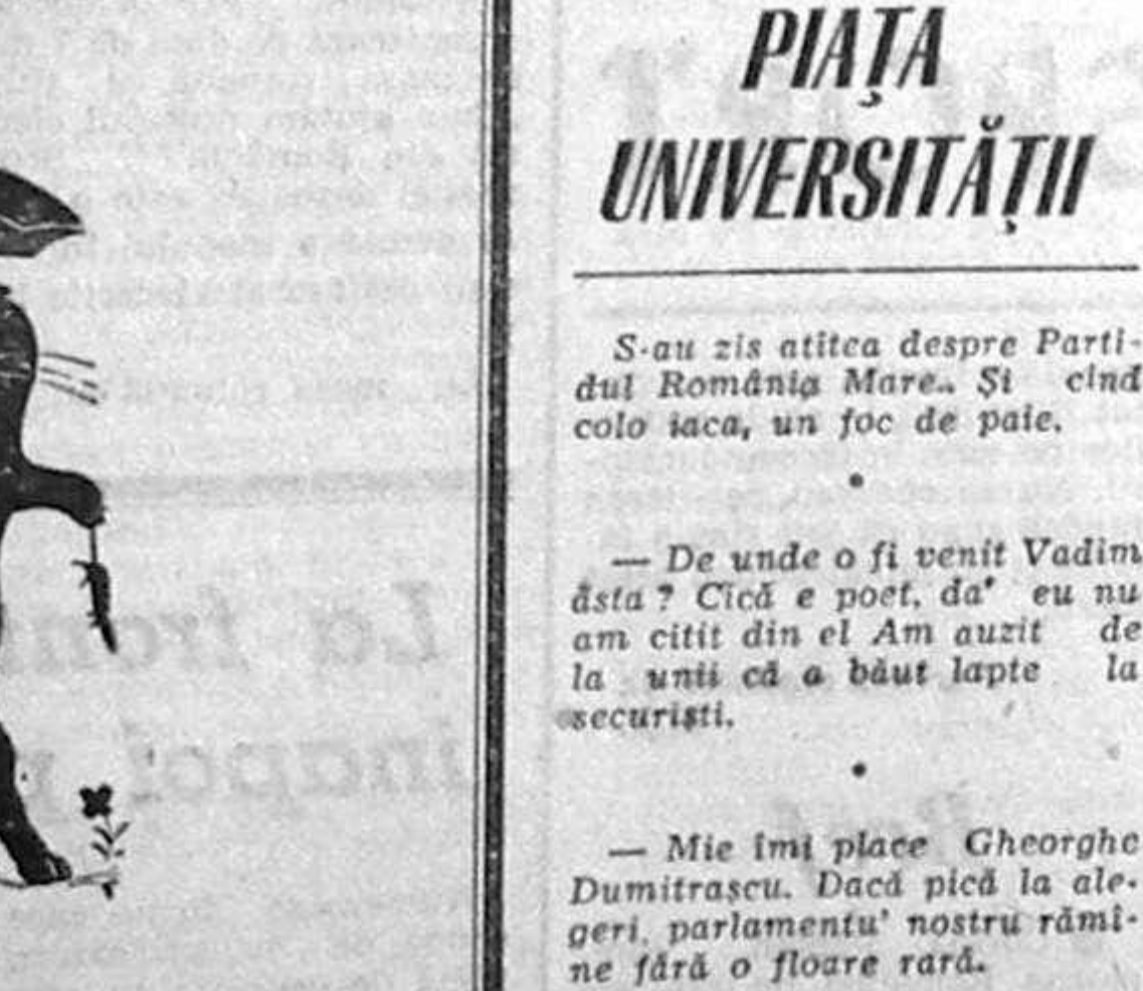 PIAȚA
UNIVERSITĂȚII
S-au zis atîtea despre Parti-
dul România Mare.. Și cînd
colo iaca, un foc de paie.
•
— De unde o fi venit Vadim
ăsta ? Cică e poet, da' eu nu
am citit din el Am auzit de
la unii că a băut lapte la
securiști.
•
— Mie îmi place Gheorghe
Dumitrașcu. Dacă pică la ale-
geri, parlamentu' nostru rămî-
ne fără o floare rară.